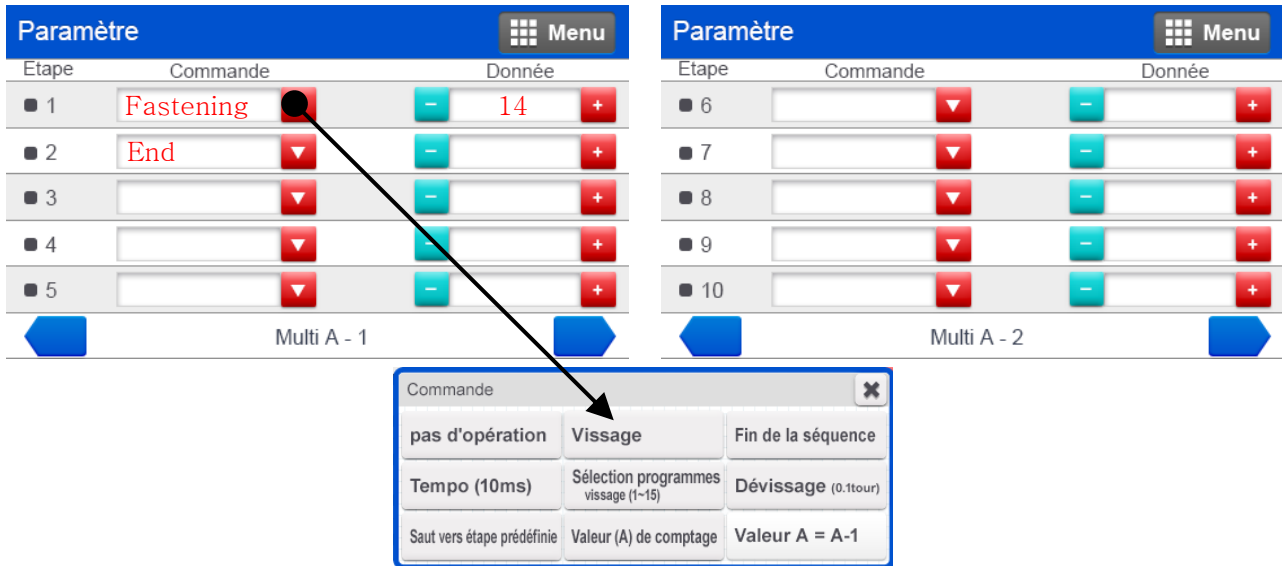 Paramètre Menu
Etape Commande Donnée
1 Fastening 14
2 End
3
4
5
Multi A - 1
Paramètre Menu
Etape Commande Donnée
6
7
8
9
10
Multi A - 2
Commande
pas d'opération Vissage Fin de la séquence
Tempo (10ms) Sélection programmes vissage (1~15) Dévissage (0.1tour)
Saut vers étape prédéfinie Valeur (A) de comptage Valeur A = A-1